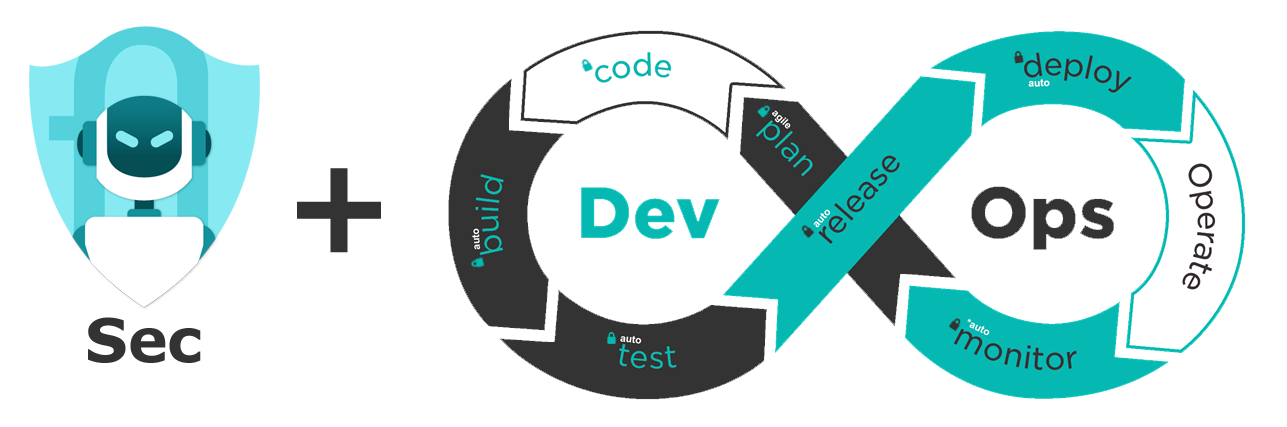 Sec
+
Dev
Ops
agile
plan
code
auto
build
auto
test
auto
release
deploy
auto
Operate
*auto
monitor